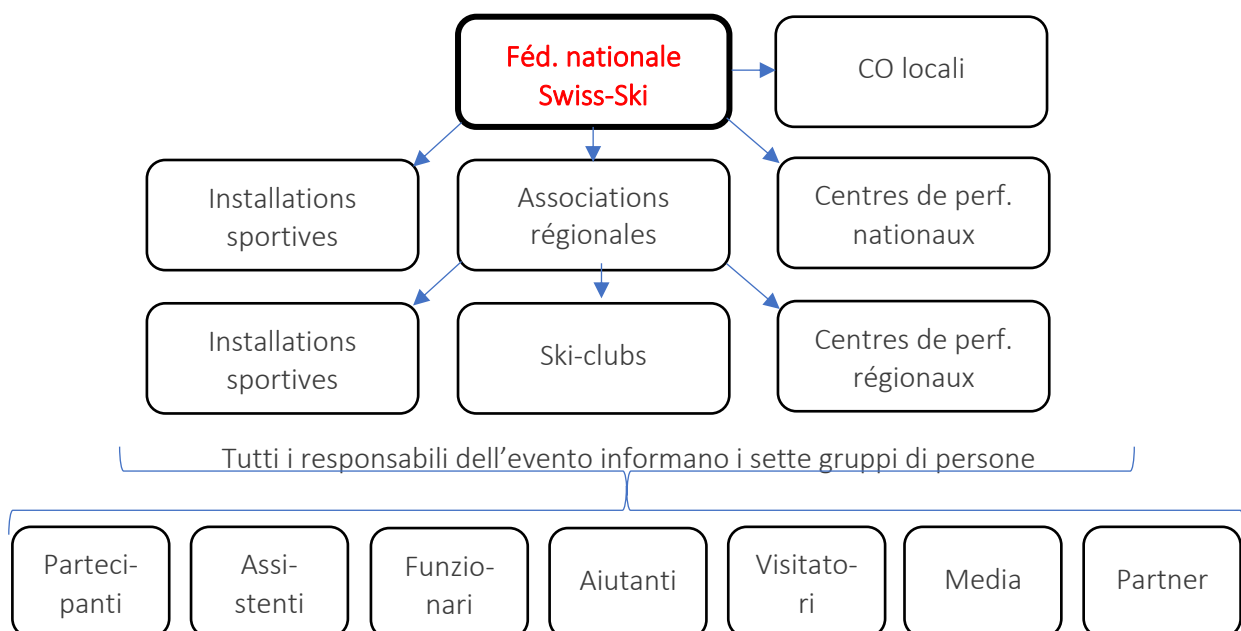 Féd. nationale
Swiss-Ski
CO locali
Installations
sportives
Associations
régionales
Centres de perf.
nationaux
Installations
sportives
Ski-clubs
Centres de perf.
régionaux
Tutti i responsabili dell’evento informano i sette gruppi di persone
Parteci-
panti
Assi-
stenti
Funzio-
nari
Aiutanti
Visitato-
ri
Media
Partner